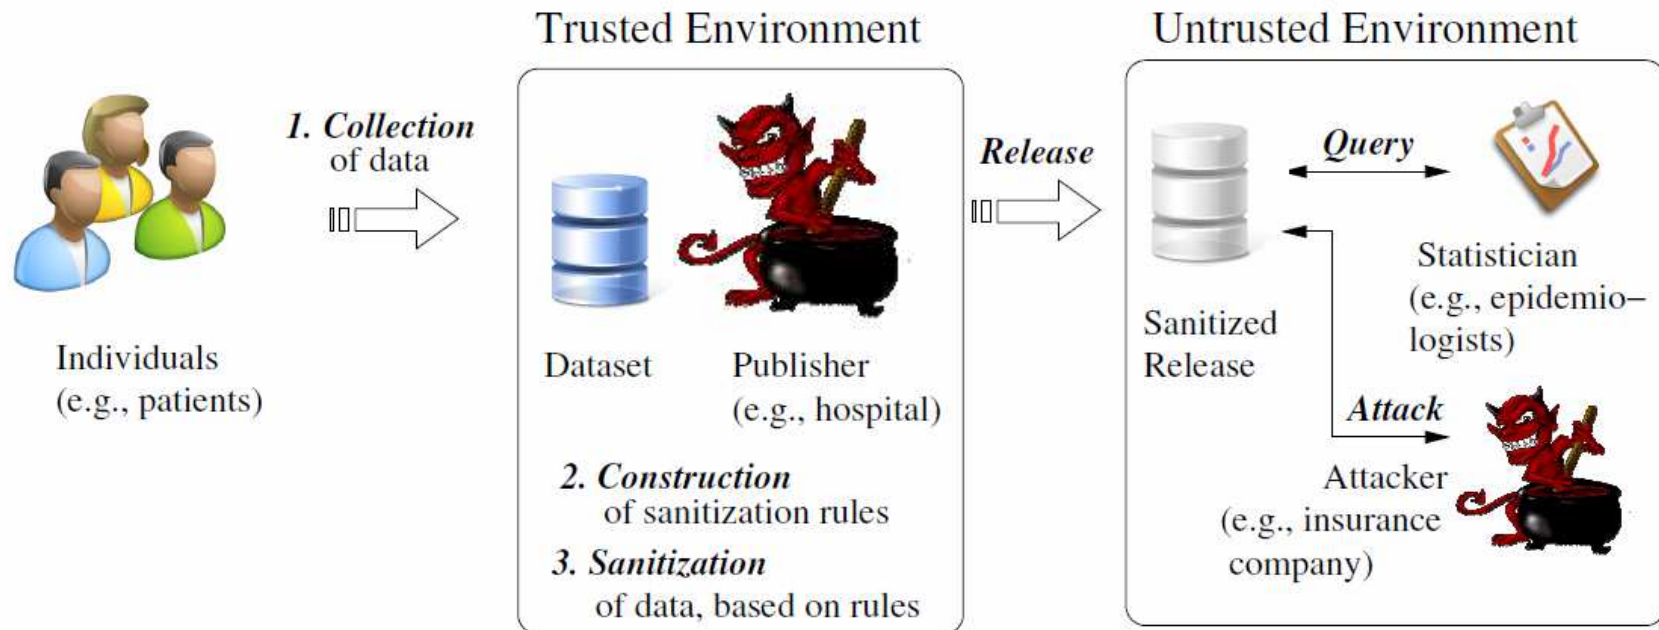 Trusted Environment
Untrusted Environment
1. Collection
of data
Individuals
(e.g., patients)
Dataset
Publisher
(e.g., hospital)
2. Construction
of sanitization rules
3. Sanitization
of data, based on rules
Release
Sanitized
Release
Query
Statistician
(e.g., epidemio–
logists)
Attack
Attacker
(e.g., insurance
company)